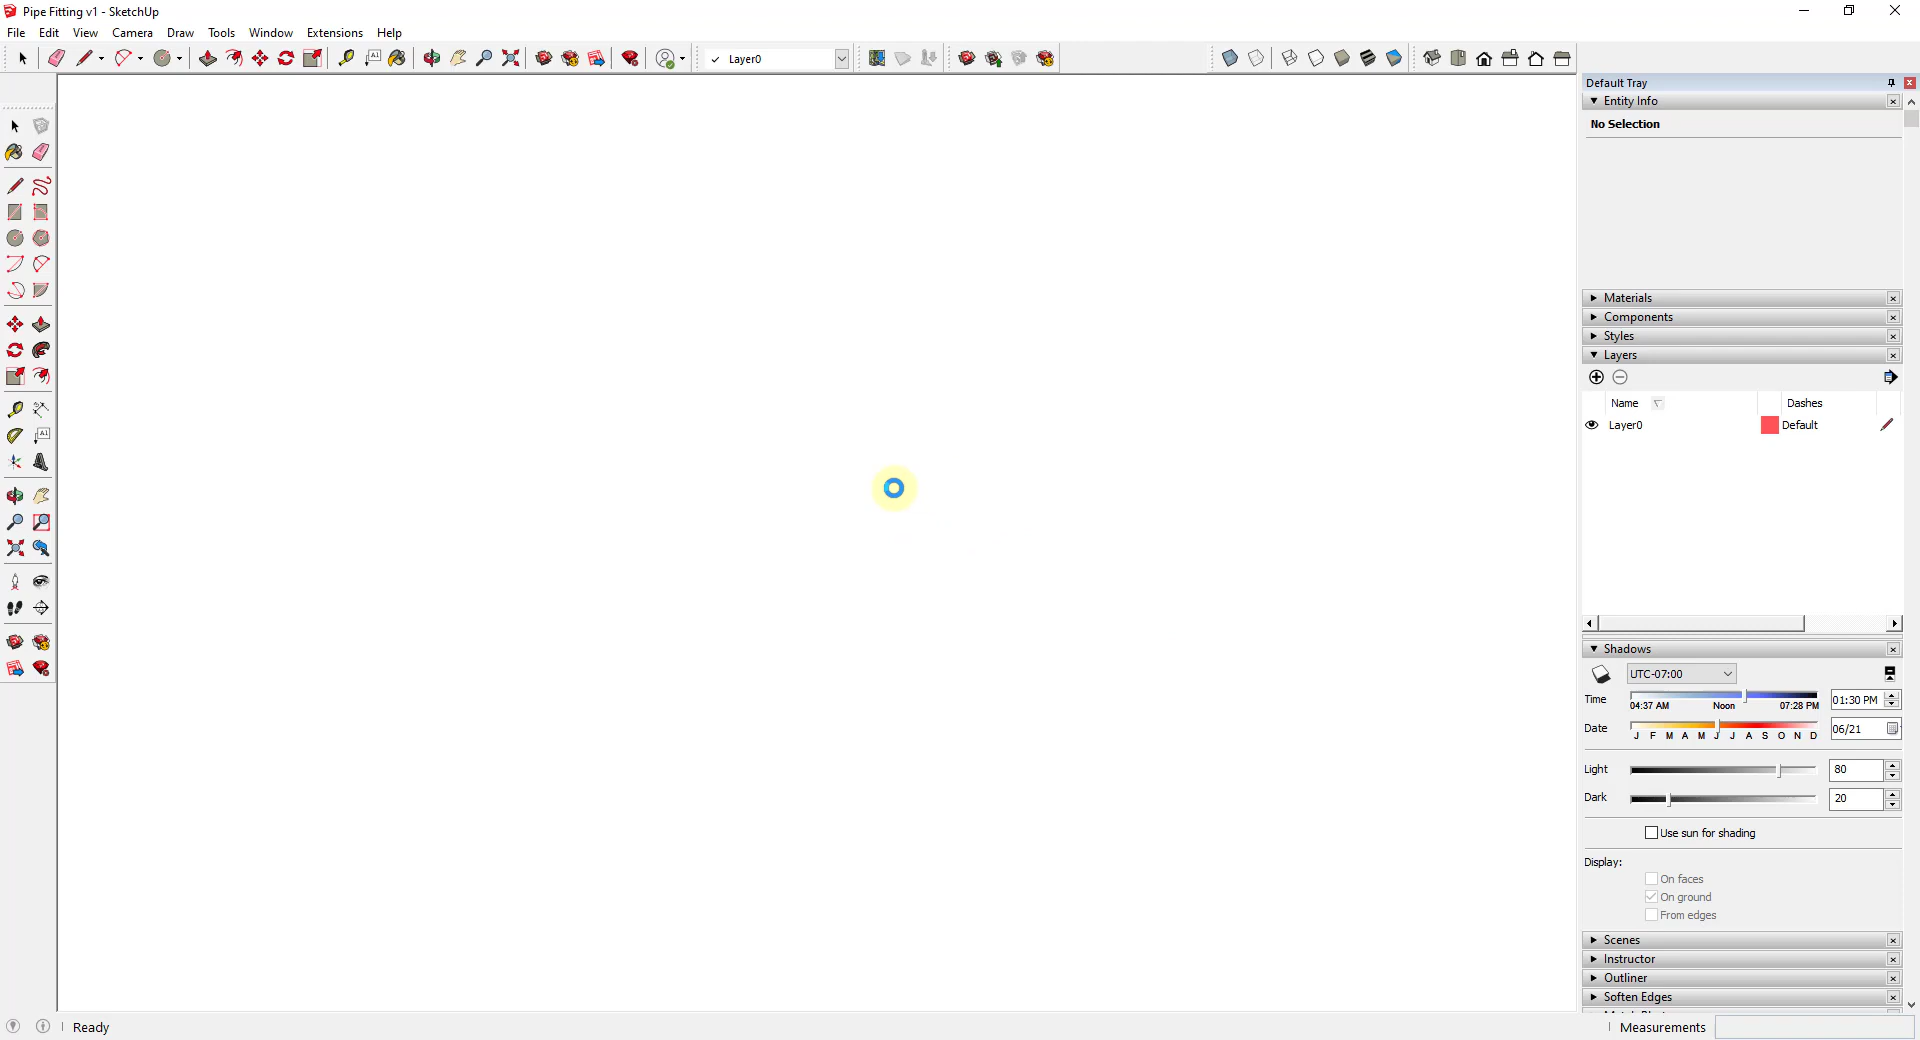 Pipe Fitting v1 - SketchUp
File Edit View Camera Draw Tools Window Extensions Help
Layer0
Default Tray
Entity Info
No Selection
Materials
Components
Styles
Layers
Name Dashes
Layer0 Default
Shadows
UTC-07:00
Time 04:37 AM Noon 07:28 PM 01:30 PM
Date J F M A M J J A S O N D 06/21
Light 80
Dark 20
Use sun for shading
Display:
On faces
On ground
From edges
Scenes
Instructor
Outliner
Soften Edges
Ready
Measurements